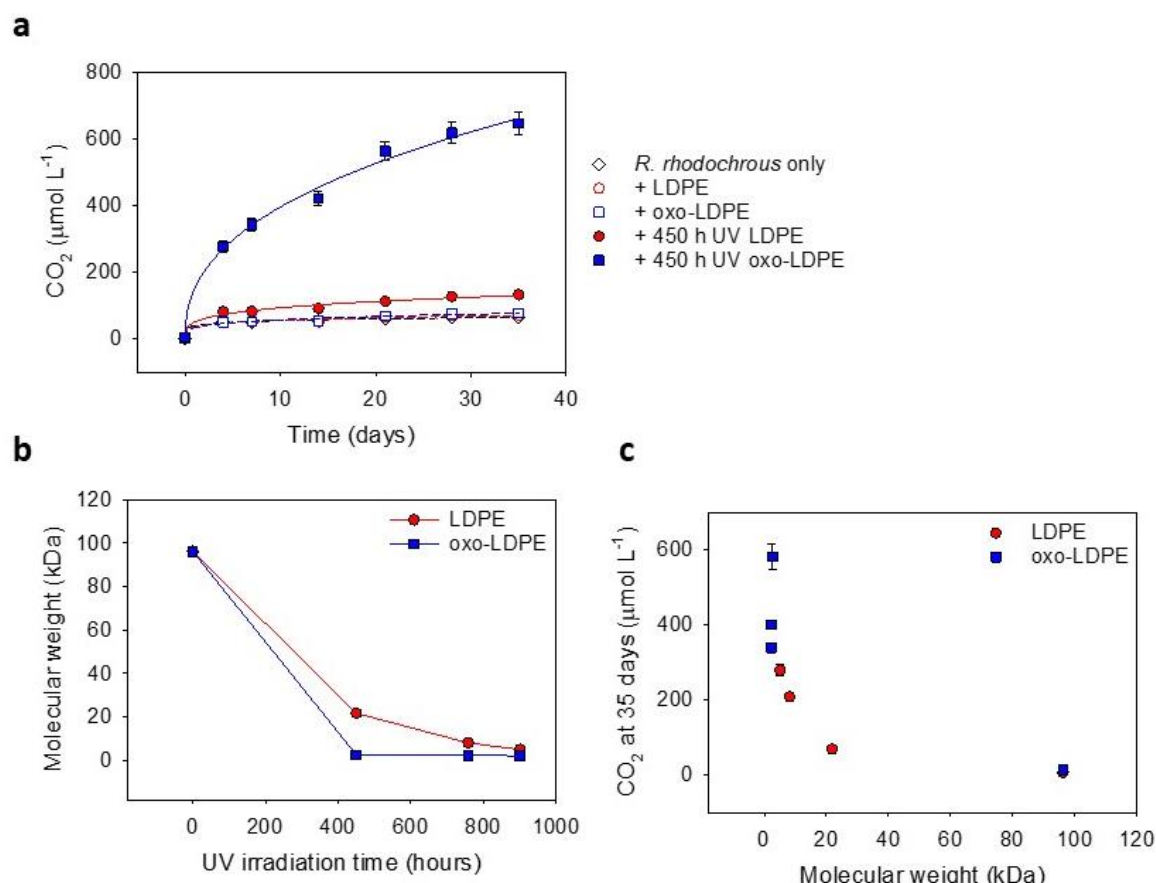 a
800
600
400
200
0
CO₂ (μmol L⁻¹)
0 10 20 30 40
Time (days)
R. rhodochrous only
+ LDPE
+ oxo-LDPE
+ 450 h UV LDPE
+ 450 h UV oxo-LDPE
b
120
100
80
60
40
20
0
Molecular weight (kDa)
LDPE
oxo-LDPE
0 200 400 600 800 1000
UV irradiation time (hours)
c
600
400
200
0
CO₂ at 35 days (μmol L⁻¹)
LDPE
oxo-LDPE
0 20 40 60 80 100 120
Molecular weight (kDa)